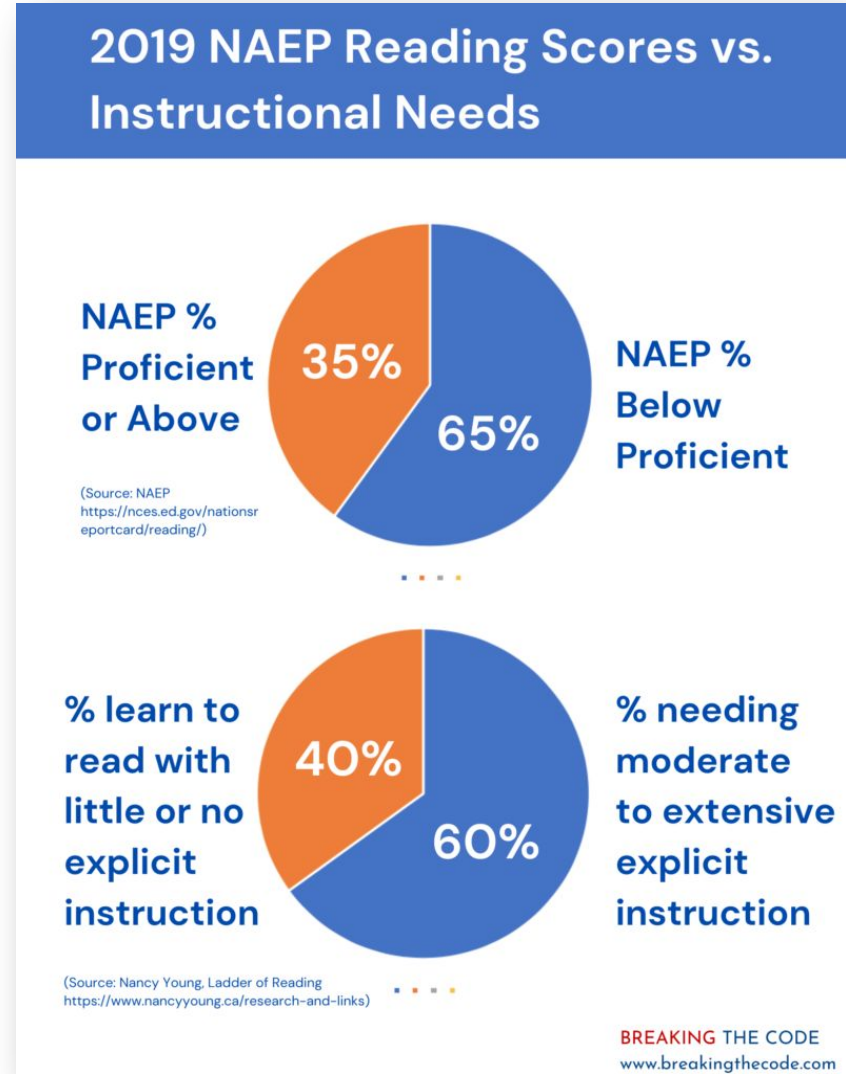 2019 NAEP Reading Scores vs.
Instructional Needs
NAEP %
Proficient
or Above
35%
65%
NAEP %
Below
Proficient
(Source: NAEP
https://nces.ed.gov/nationsr
eportcard/reading/)
% learn to
read with
little or no
explicit
instruction
40%
60%
% needing
moderate
to extensive
explicit
instruction
(Source: Nancy Young, Ladder of Reading
https://www.nancyyoung.ca/research-and-links)
BREAKING THE CODE
www.breakingthecode.com